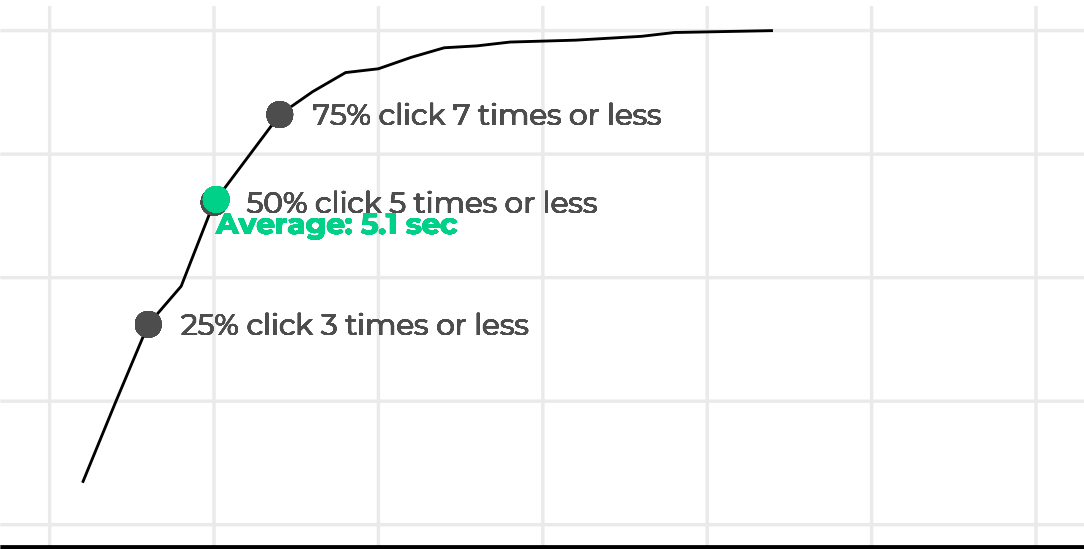 75% click 7 times or less
50% click 5 times or less
Average: 5.1 sec
25% click 3 times or less